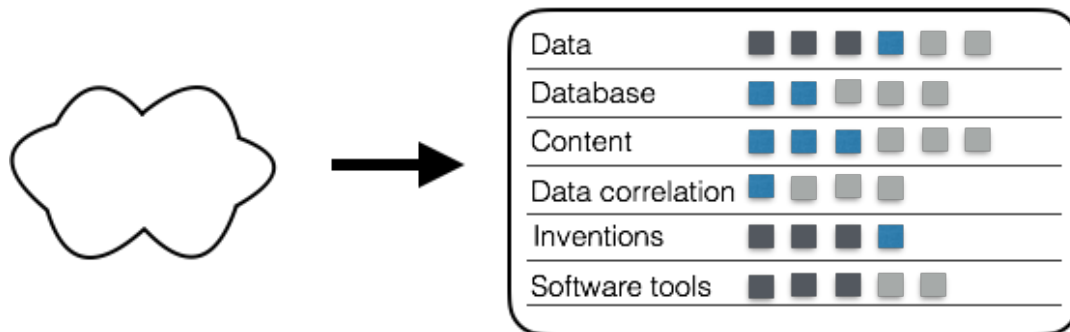 Data
Database
Content
Data correlation
Inventions
Software tools